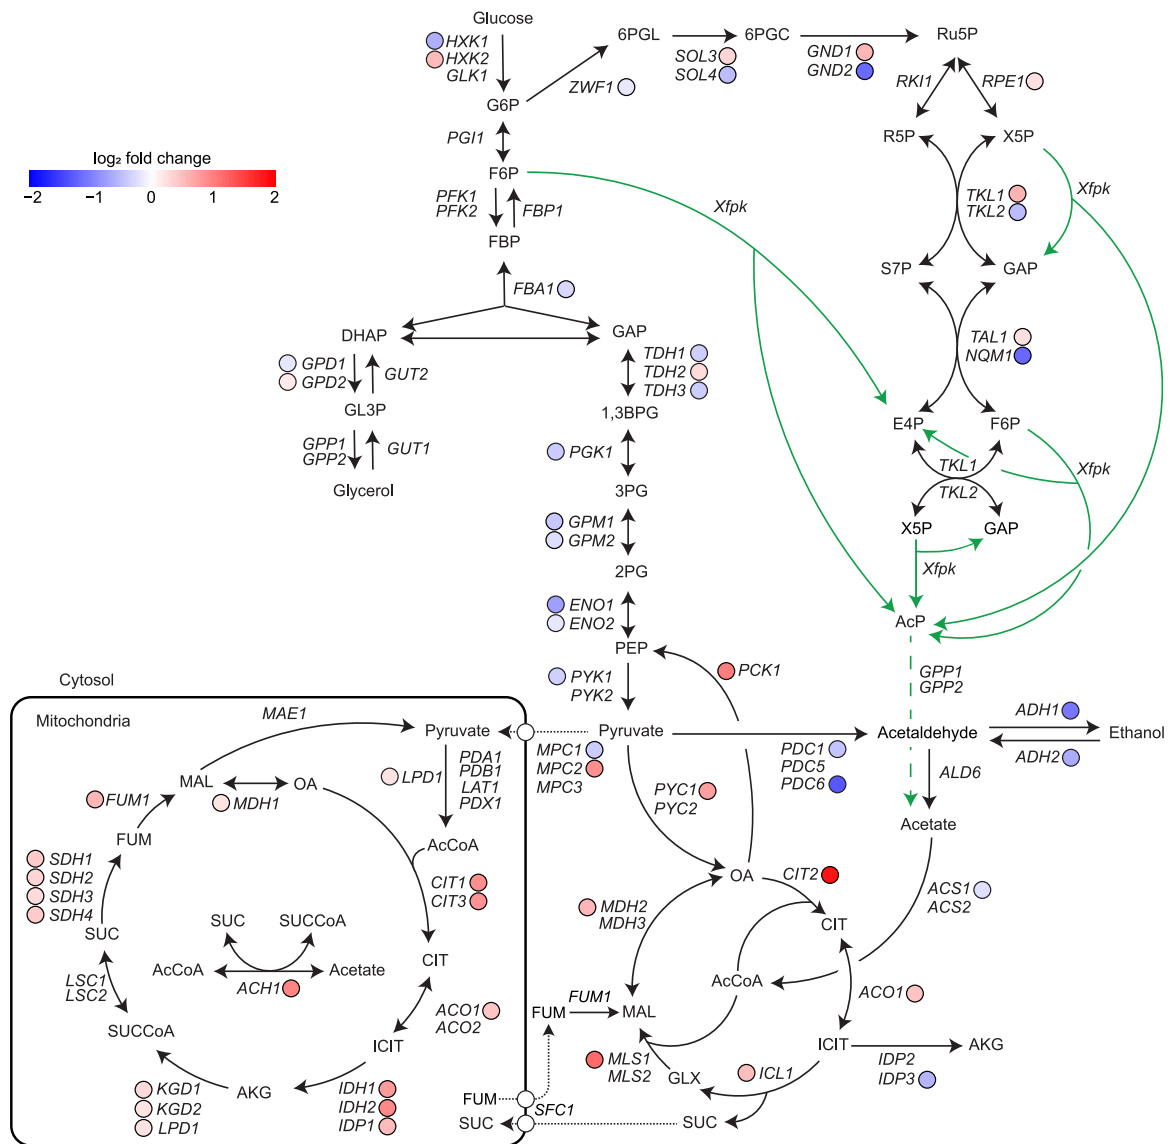 Glucose
HXK1
HXK2
GLK1
G6P
ZWF1
6PGL
SOL3
SOL4
6PGC
GND1
GND2
Ru5P
RKI1
RPE1
R5P
X5P
PGI1
F6P
log₂ fold change
−2 −1 0 1 2
PFK1
PFK2
FBP1
FBP
Xfpk
TKL1
TKL2
Xfpk
S7P
GAP
FBA1
DHAP
GAP
TAL1
NQM1
GPD1
GPD2
GUT2
GL3P
GPP1
GPP2
GUT1
Glycerol
TDH1
TDH2
TDH3
1,3BPG
PGK1
3PG
GPM1
GPM2
2PG
ENO1
ENO2
PEP
PYK1
PYK2
PCK1
E4P
F6P
TKL1
TKL2
Xfpk
X5P
GAP
Xfpk
AcP
GPP1
GPP2
Cytosol
Mitochondria
MAE1
Pyruvate
Pyruvate
MPC1
MPC2
MPC3
PDC1
PDC5
PDC6
Acetaldehyde
ADH1
ADH2
Ethanol
ALD6
Acetate
MAL
OA
MDH1
LPD1
PDA1
PDB1
LAT1
PDX1
AcCoA
PYC1
PYC2
FUM1
FUM
SDH1
SDH2
SDH3
SDH4
SUC
CIT1
CIT3
CIT
SUC
SUCCoA
AcCoA
Acetate
ACH1
LSC1
LSC2
SUCCoA
ACO1
ACO2
ICIT
AKG
KGD1
KGD2
LPD1
IDH1
IDH2
IDP1
OA
CIT2
CIT
ACS1
ACS2
MDH2
MDH3
AcCoA
ACO1
FUM
FUM1
MAL
ICIT
IDP2
IDP3
AKG
MLS1
MLS2
GLX
ICL1
FUM
SUC
SFC1
SUC